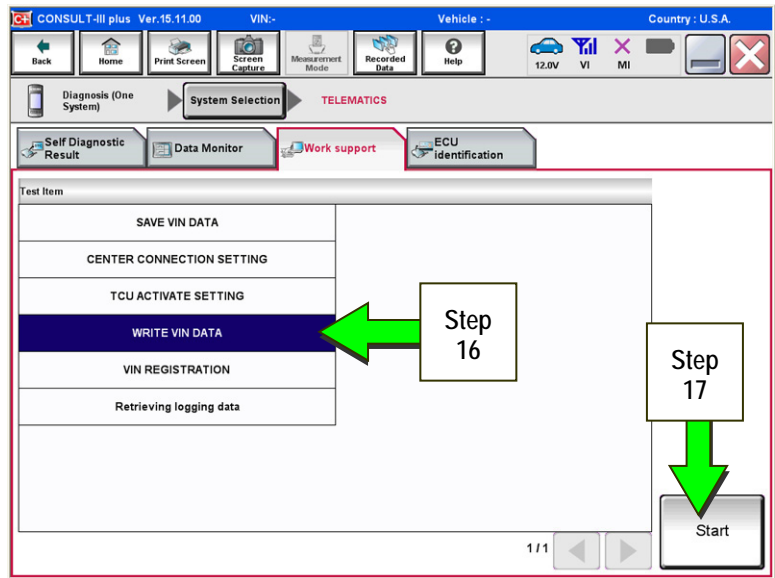 C+ CONSULT-III plus Ver.15.11.00 VIN:- Vehicle : - Country : U.S.A.
Back
Home
Print Screen
Screen
Capture
Measurement
Mode
Recorded
Data
Help
12.0V
VI
MI
Diagnosis (One
System)
System Selection
TELEMATICS
Self Diagnostic
Result
Data Monitor
Work support
ECU
identification
Test Item
SAVE VIN DATA
CENTER CONNECTION SETTING
TCU ACTIVATE SETTING
WRITE VIN DATA
VIN REGISTRATION
Retrieving logging data
Step
16
Step
17
Start
1/1